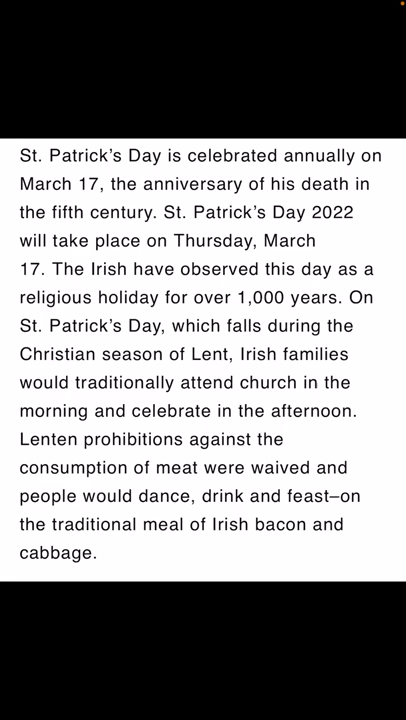 St. Patrick’s Day is celebrated annually on
March 17, the anniversary of his death in
the fifth century. St. Patrick’s Day 2022
will take place on Thursday, March
17. The Irish have observed this day as a
religious holiday for over 1,000 years. On
St. Patrick’s Day, which falls during the
Christian season of Lent, Irish families
would traditionally attend church in the
morning and celebrate in the afternoon.
Lenten prohibitions against the
consumption of meat were waived and
people would dance, drink and feast–on
the traditional meal of Irish bacon and
cabbage.